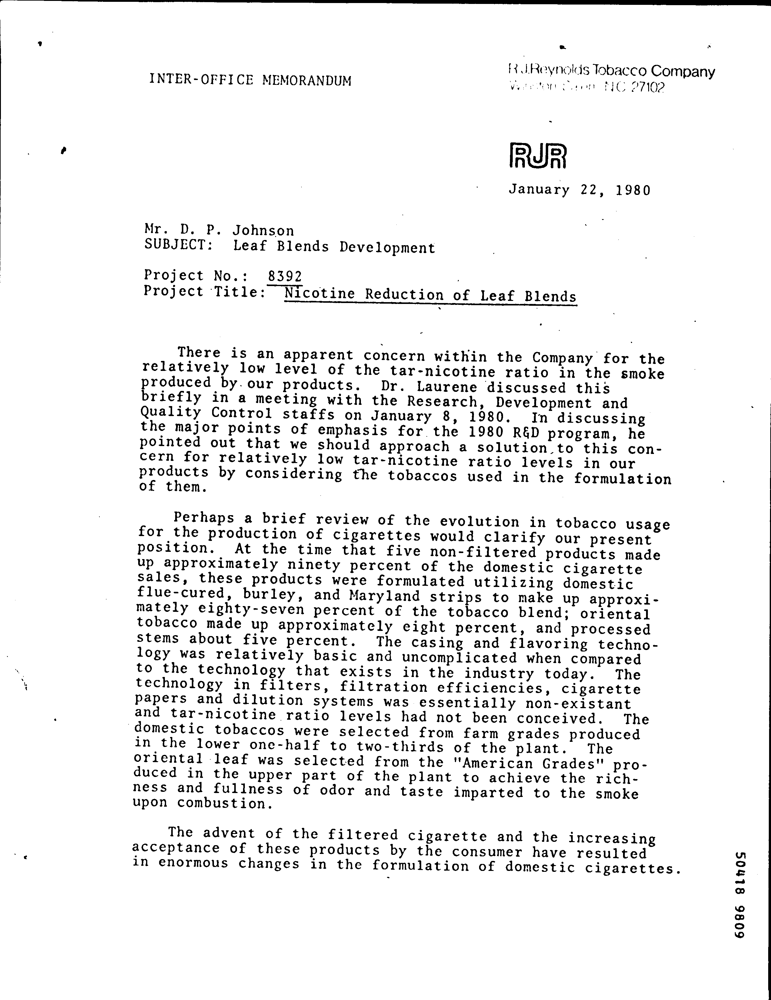 INTER-OFFICE MEMORANDUM
R.J.Reynolds Tobacco Company
NC 27102
RJR
January 22, 1980
Mr. D. P. Johnson
SUBJECT: Leaf Blends Development
Project No.: 8392
Project Title: Nicotine Reduction of Leaf Blends
There is an apparent concern within the Company for the
relatively low level of the tar-nicotine ratio in the smoke
produced by our products. Dr. Laurene discussed this
briefly in a meeting with the Research, Development and
Quality Control staffs on January 8, 1980. In discussing
the major points of emphasis for the 1980 R&D program, he
pointed out that we should approach a solution to this con-
cern for relatively low tar-nicotine ratio levels in our
products by considering the tobaccos used in the formulation
of them.
Perhaps a brief review of the evolution in tobacco usage
for the production of cigarettes would clarify our present
position. At the time that five non-filtered products made
up approximately ninety percent of the domestic cigarette
sales, these products were formulated utilizing domestic
flue-cured, burley, and Maryland strips to make up approxi-
mately eighty-seven percent of the tobacco blend; oriental
tobacco made up approximately eight percent, and processed
stems about five percent. The casing and flavoring techno-
logy was relatively basic and uncomplicated when compared
to the technology that exists in the industry today. The
technology in filters, filtration efficiencies, cigarette
papers and dilution systems was essentially non-existant
and tar-nicotine ratio levels had not been conceived. The
domestic tobaccos were selected from farm grades produced
in the lower one-half to two-thirds of the plant. The
oriental leaf was selected from the "American Grades" pro-
duced in the upper part of the plant to achieve the rich-
ness and fullness of odor and taste imparted to the smoke
upon combustion.
The advent of the filtered cigarette and the increasing
acceptance of these products by the consumer have resulted
in enormous changes in the formulation of domestic cigarettes.
50418 9809